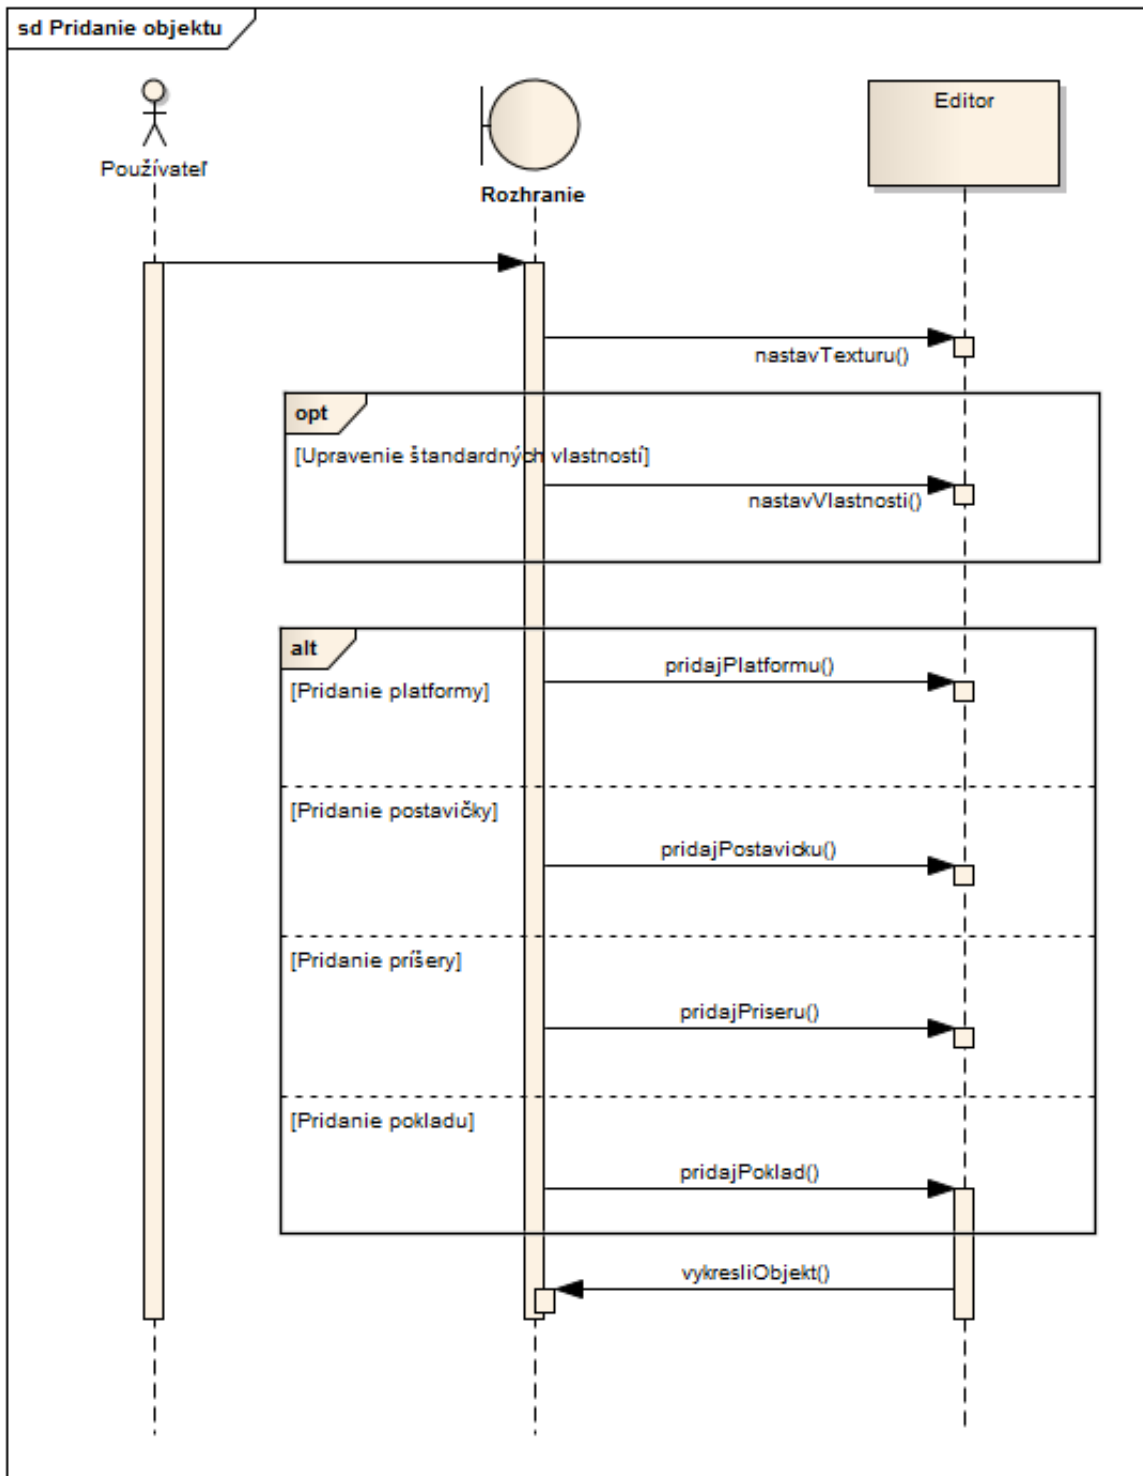 sd Pridanie objektu
Používateľ
Rozhranie
Editor
nastavTexturu()
opt
[Upravenie štandardných vlastností]
nastavVlastnosti()
alt
pridajPlatformu()
[Pridanie platformy]
[Pridanie postavičky]
pridajPostavicku()
[Pridanie príšery]
pridajPriseru()
[Pridanie pokladu]
pridajPoklad()
vykresliObjekt()